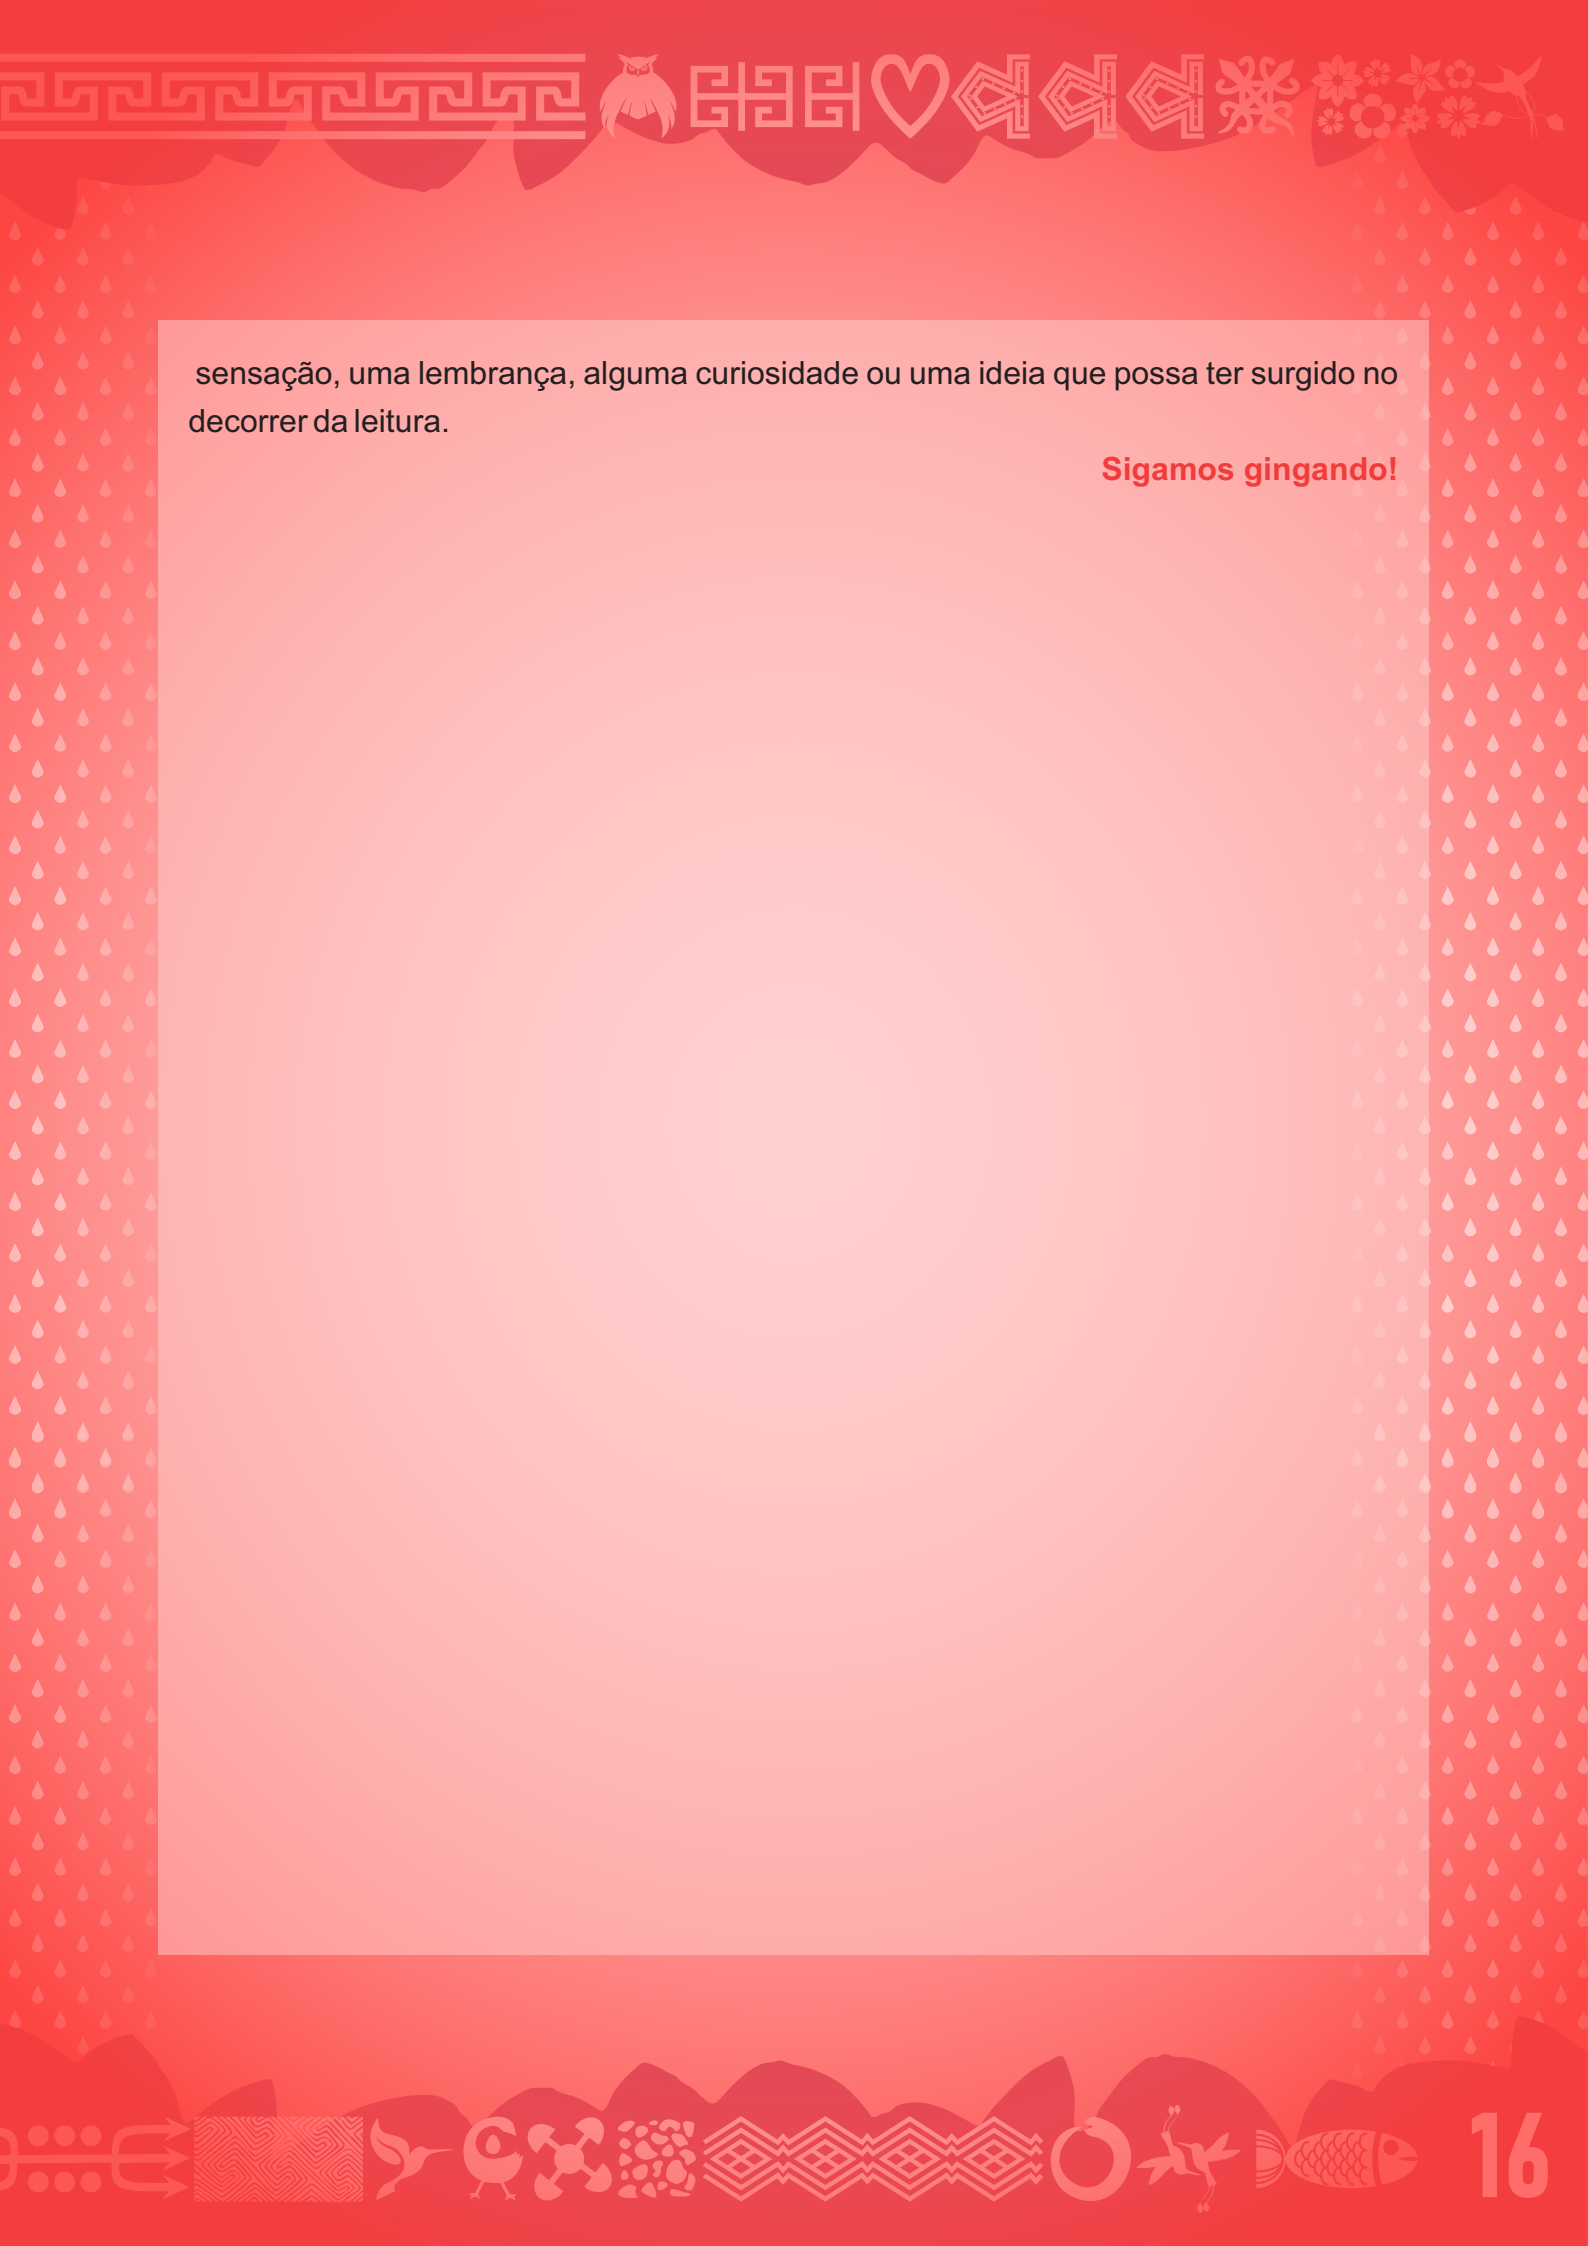 sensação, uma lembrança, alguma curiosidade ou uma ideia que possa ter surgido no
decorrer da leitura.
Sigamos gingando!
16